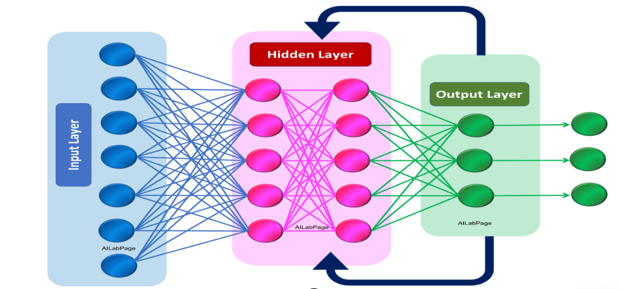 Input Layer
Hidden Layer
Output Layer
AILabPage
AILabPage
AILabPage